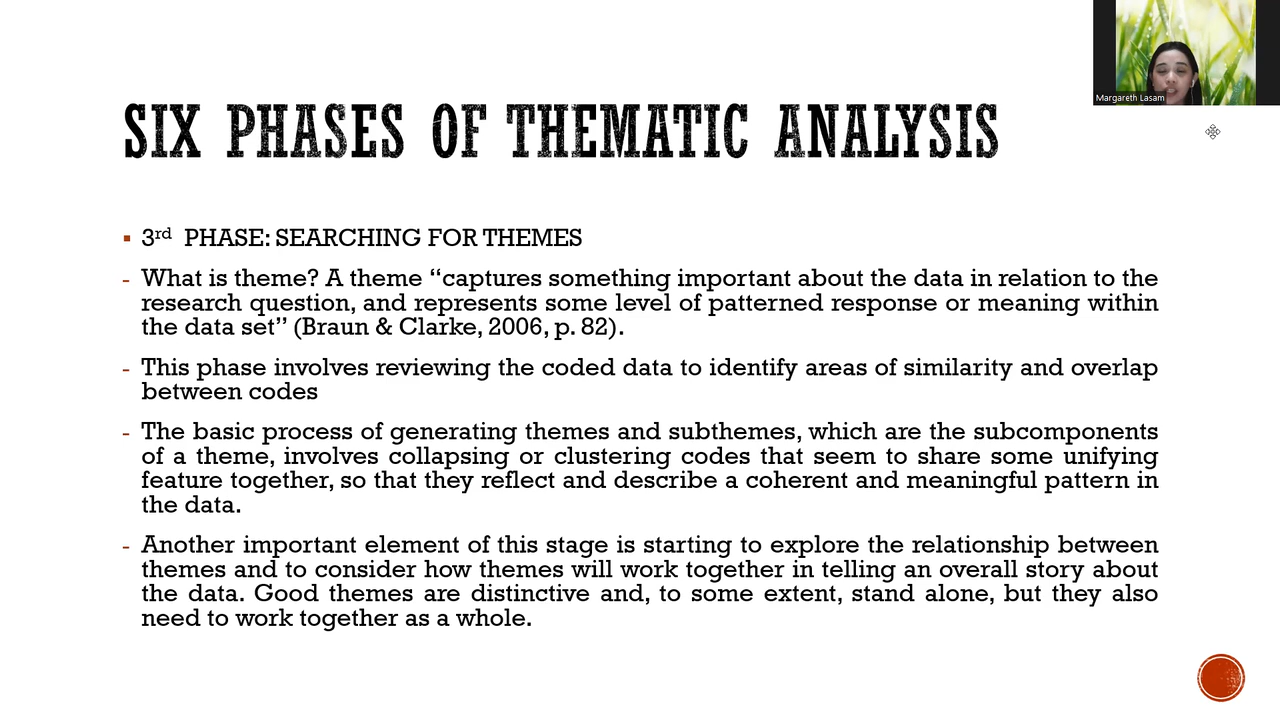 Margareth Lasam
SIX PHASES OF THEMATIC ANALYSIS
▪ 3rd PHASE: SEARCHING FOR THEMES
- What is theme? A theme “captures something important about the data in relation to the
research question, and represents some level of patterned response or meaning within
the data set” (Braun & Clarke, 2006, p. 82).
- This phase involves reviewing the coded data to identify areas of similarity and overlap
between codes
- The basic process of generating themes and subthemes, which are the subcomponents
of a theme, involves collapsing or clustering codes that seem to share some unifying
feature together, so that they reflect and describe a coherent and meaningful pattern in
the data.
- Another important element of this stage is starting to explore the relationship between
themes and to consider how themes will work together in telling an overall story about
the data. Good themes are distinctive and, to some extent, stand alone, but they also
need to work together as a whole.